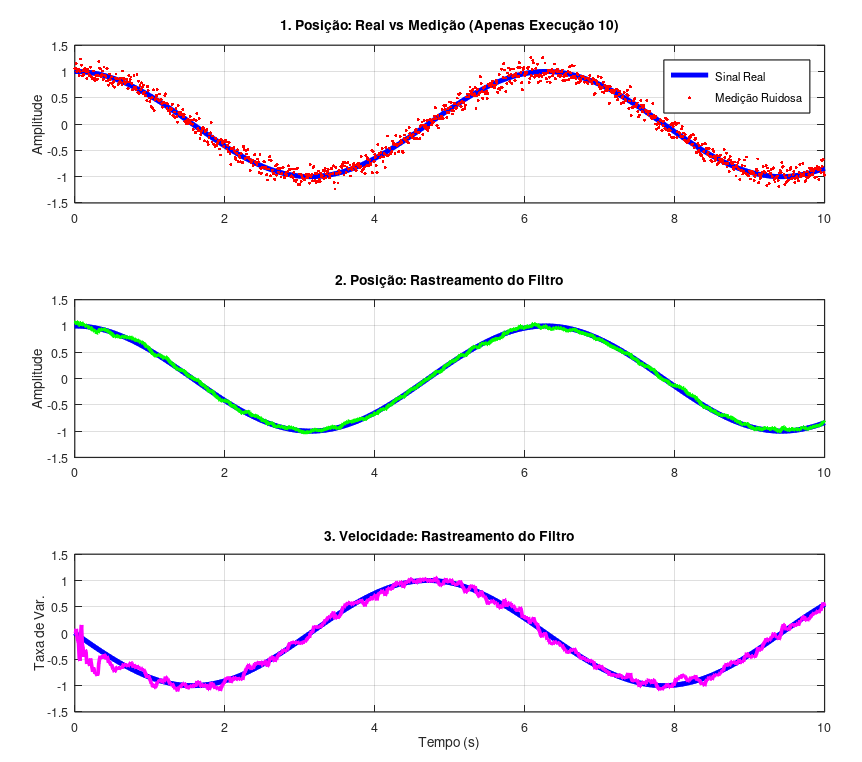 1. Posição: Real vs Medição (Apenas Execução 10)
1.5
1
0.5
0
-0.5
-1
-1.5
Amplitude
Sinal Real
Medição Ruidosa
0 2 4 6 8 10
2. Posição: Rastreamento do Filtro
1.5
1
0.5
0
-0.5
-1
-1.5
Amplitude
0 2 4 6 8 10
3. Velocidade: Rastreamento do Filtro
1.5
1
0.5
0
-0.5
-1
-1.5
Taxa de Var.
0 2 4 6 8 10
Tempo (s)